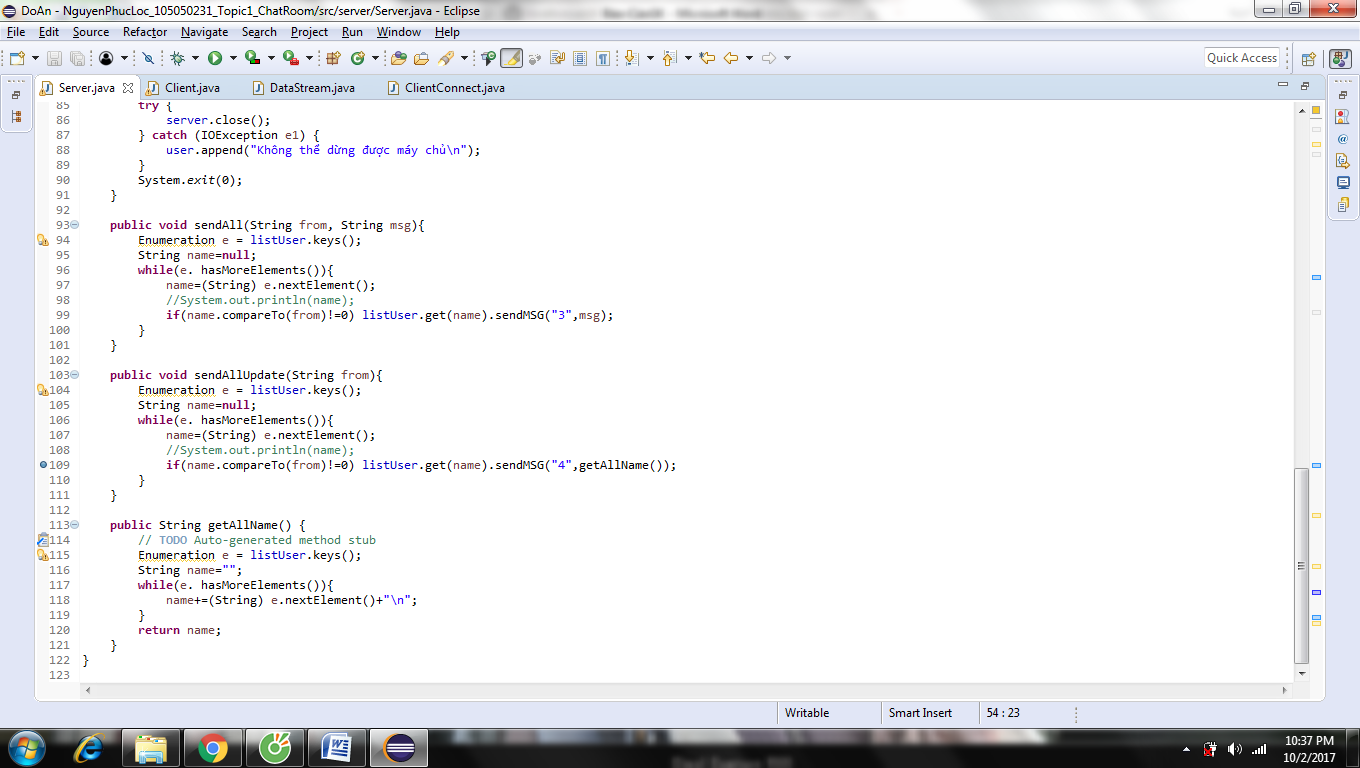 DoAn - NguyenPhucLoc_105050231_Topic1_ChatRoom/src/server/Server.java - Eclipse
File Edit Source Refactor Navigate Search Project Run Window Help
Quick Access
Server.java Client.java DataStream.java ClientConnect.java
85 try {
86 server.close();
87 } catch (IOException e1) {
88 user.append("Không thể dừng được máy chủ\n");
89 }
90 System.exit(0);
91 }
92
93 public void sendAll(String from, String msg){
94 Enumeration e = listUser.keys();
95 String name=null;
96 while(e. hasMoreElements()){
97 name=(String) e.nextElement();
98 //System.out.println(name);
99 if(name.compareTo(from)!=0) listUser.get(name).sendMSG("3",msg);
100 }
101 }
102
103 public void sendAllUpdate(String from){
104 Enumeration e = listUser.keys();
105 String name=null;
106 while(e. hasMoreElements()){
107 name=(String) e.nextElement();
108 //System.out.println(name);
109 if(name.compareTo(from)!=0) listUser.get(name).sendMSG("4",getAllName());
110 }
111 }
112
113 public String getAllName() {
114 // TODO Auto-generated method stub
115 Enumeration e = listUser.keys();
116 String name="";
117 while(e. hasMoreElements()){
118 name+=(String) e.nextElement()+"\n";
119 }
120 return name;
121 }
122 }
123
Writable Smart Insert 54 : 23
10:37 PM
10/2/2017